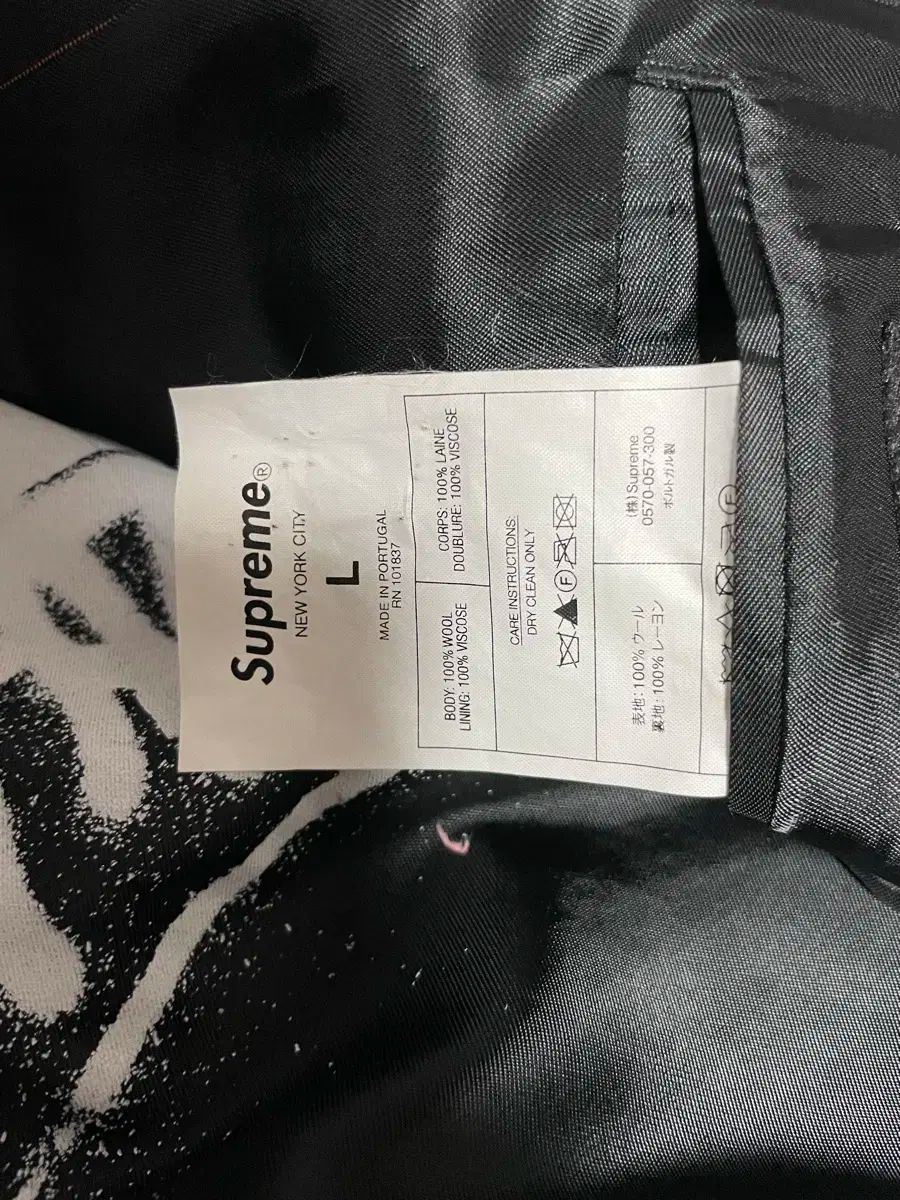 Supreme®
NEW YORK CITY
L
MADE IN PORTUGAL
RN 101837
BODY: 100% WOOL
LINING: 100% VISCOSE
CORPS: 100% LAINE
DOUBLURE: 100% VISCOSE
CARE INSTRUCTIONS:
DRY CLEAN ONLY
F
表地:100% ウール
裏地:100% レーヨン
(株) Supreme
0570-057-300
ポルトガル製